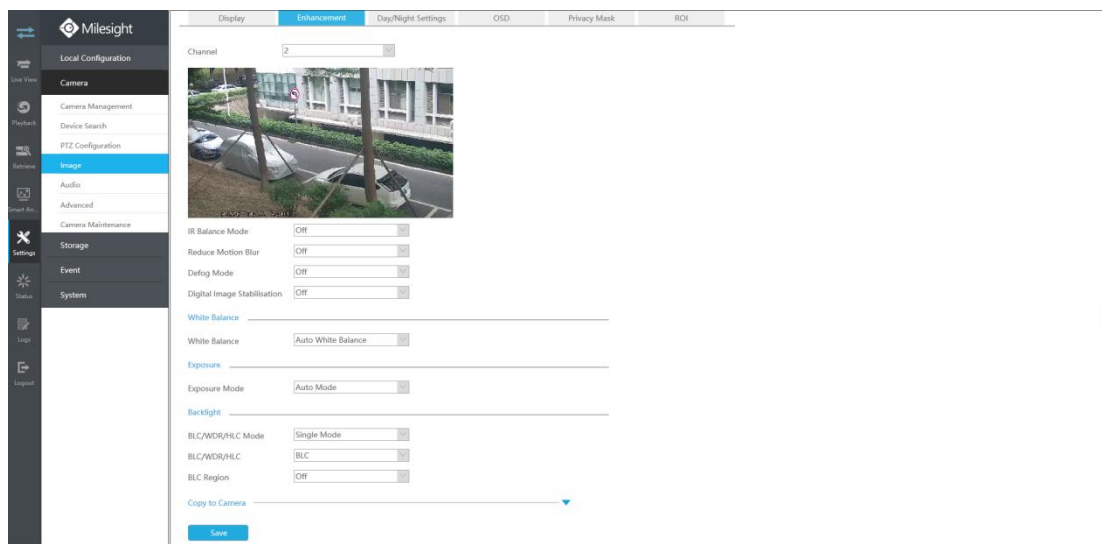 Display Enhancement Day/Night Settings OSD Privacy Mask ROI
Milesight
Live View
Playback
Retrieve
Smart An...
Settings
Status
Logs
Logout
Local Configuration
Camera
Camera Management
Device Search
PTZ Configuration
Image
Audio
Advanced
Camera Maintenance
Storage
Event
System
Channel 2
IR Balance Mode Off
Reduce Motion Blur Off
Defog Mode Off
Digital Image Stabilisation Off
White Balance
White Balance Auto White Balance
Exposure
Exposure Mode Auto Mode
Backlight
BLC/WDR/HLC Mode Single Mode
BLC/WDR/HLC BLC
BLC Region Off
Copy to Camera
Save